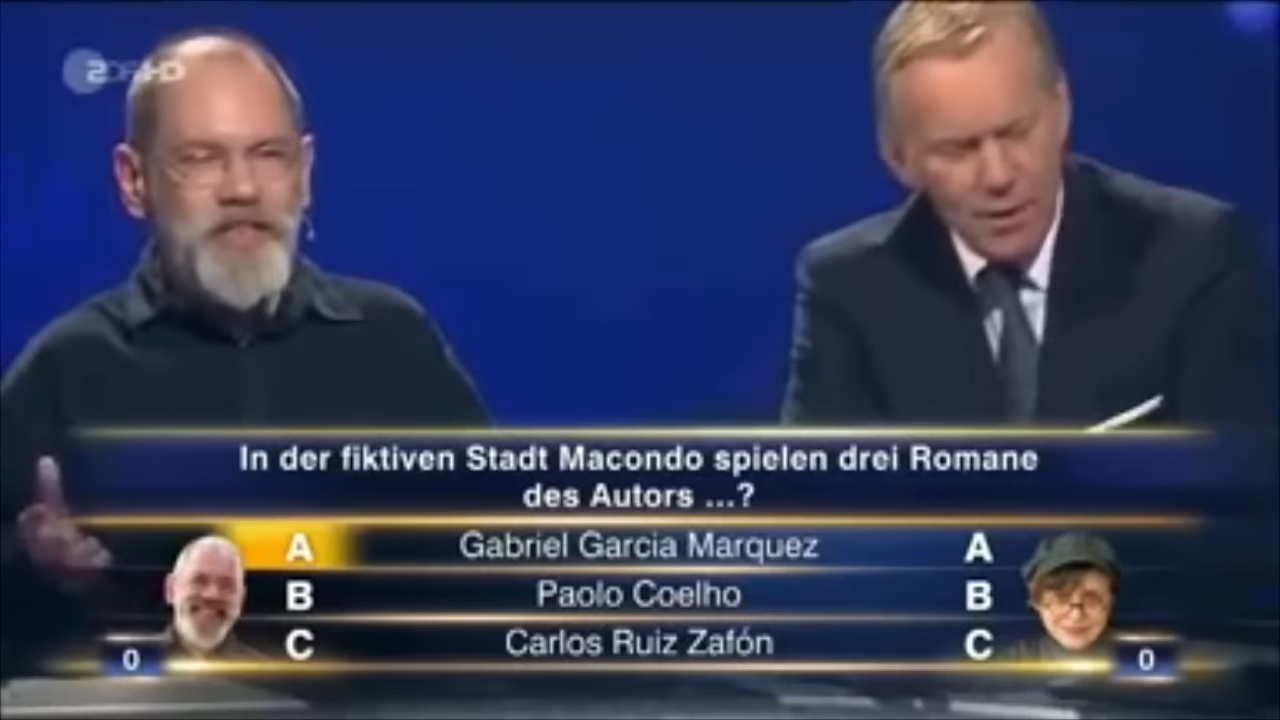 ZDF HD
In der fiktiven Stadt Macondo spielen drei Romane
des Autors ...?
A Gabriel Garcia Marquez A
B Paolo Coelho B
C Carlos Ruiz Zafón C
0 0